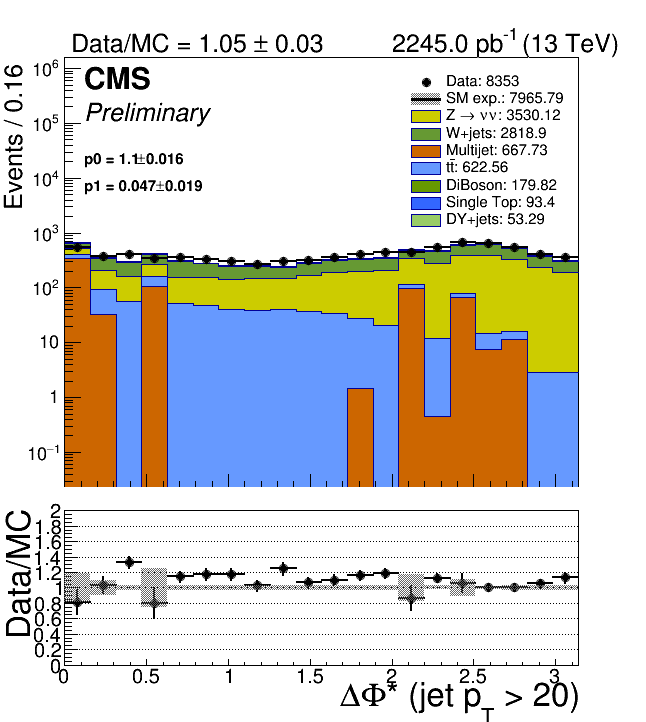 Data/MC = 1.05 ± 0.03 2245.0 pb⁻¹ (13 TeV)
CMS
Preliminary
p0 = 1.1±0.016
p1 = 0.047±0.019
Data: 8353
SM exp.: 7965.79
Z → νν: 3530.12
W+jets: 2818.9
Multijet: 667.73
tt̄: 622.56
DiBoson: 179.82
Single Top: 93.4
DY+jets: 53.29
Events / 0.16
10⁶
10⁵
10⁴
10³
10²
10
1
10⁻¹
Data/MC
2
1.8
1.6
1.4
1.2
1
0.8
0.6
0.4
0.2
0
0 0.5 1 1.5 2 2.5 3
ΔΦ* (jet p_T > 20)